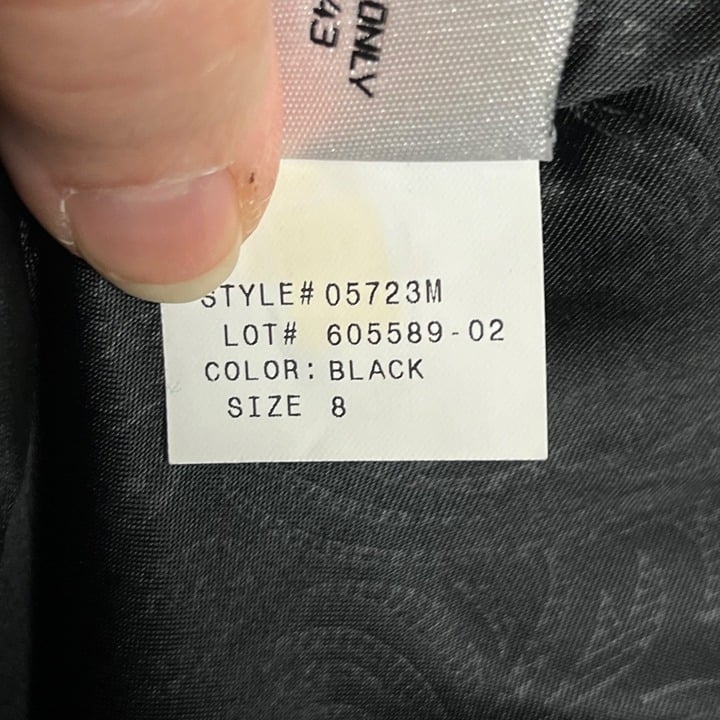 ONLY
43
STYLE# 05723M
LOT# 605589-02
COLOR: BLACK
SIZE 8